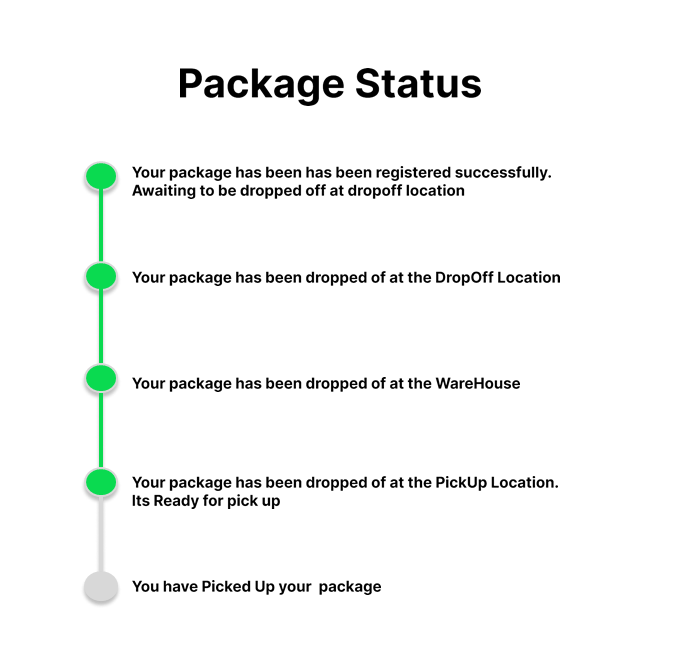 Package Status
Your package has been has been registered successfully.
Awaiting to be dropped off at dropoff location
Your package has been dropped of at the DropOff Location
Your package has been dropped of at the WareHouse
Your package has been dropped of at the PickUp Location.
Its Ready for pick up
You have Picked Up your  package